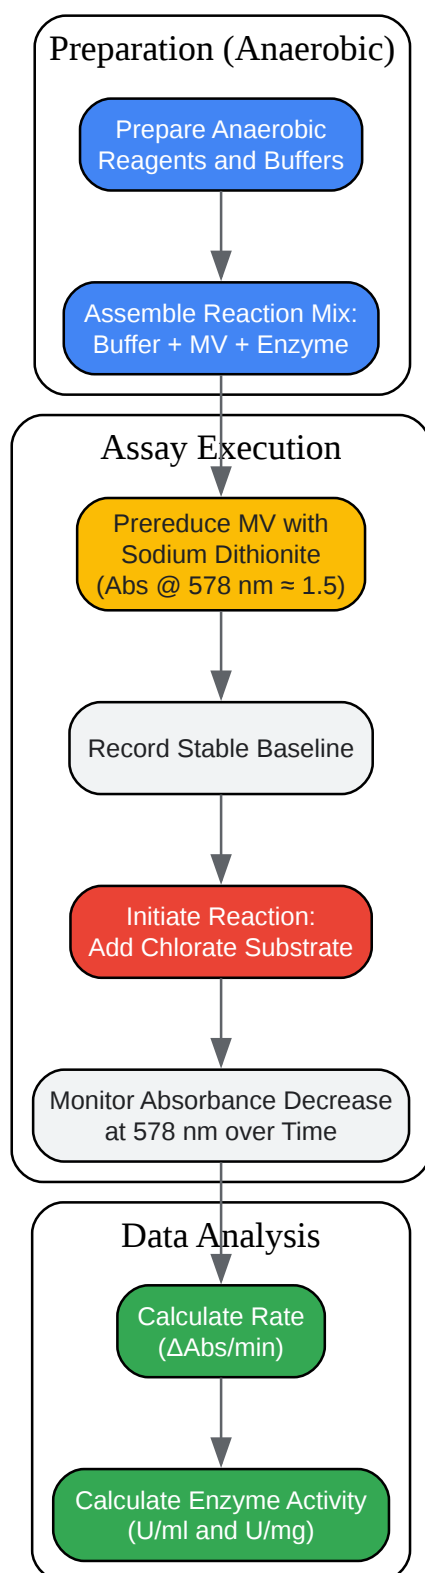 Preparation (Anaerobic)
Prepare Anaerobic
Reagents and Buffers
Assemble Reaction Mix:
Buffer + MV + Enzyme
Assay Execution
Prereduce MV with
Sodium Dithionite
(Abs @ 578 nm ≈ 1.5)
Record Stable Baseline
Initiate Reaction:
Add Chlorate Substrate
Monitor Absorbance Decrease
at 578 nm over Time
Data Analysis
Calculate Rate
(ΔAbs/min)
Calculate Enzyme Activity
(U/ml and U/mg)